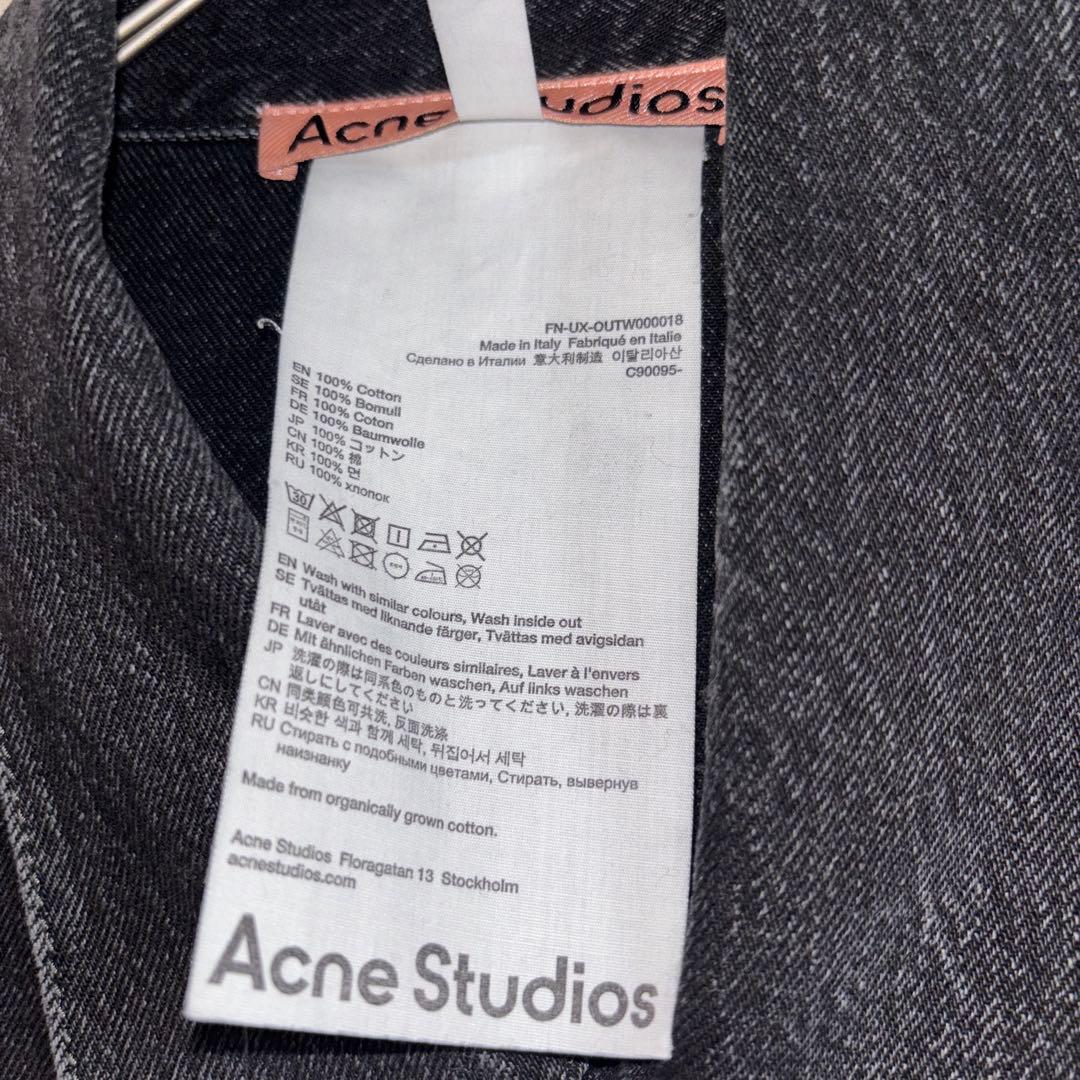 Acne Studios
FN-UX-OUTW000018
Made in Italy Fabriqué en Italie
Сделано в Италии 意大利制造 이탈리아산
C90095-
EN 100% Cotton
SE 100% Bomull
FR 100% Coton
DE 100% Baumwolle
JP 100% コットン
CN 100% 棉
KR 100% 면
RU 100% хлопок
30
EN Wash with similar colours, Wash inside out
SE Tvättas med liknande färger, Tvättas med avigsidan
utåt
FR Laver avec des couleurs similaires, Laver à l'envers
DE Mit ähnlichen Farben waschen, Auf links waschen
JP 洗濯の際は同系色のものと洗ってください, 洗濯の際は裏
返しにしてください
CN 同类颜色可共洗, 反面洗涤
KR 비슷한 색과 함께 세탁, 뒤집어서 세탁
RU Стирать с подобными цветами, Стирать, вывернув
наизнанку
Made from organically grown cotton.
Acne Studios Floragatan 13 Stockholm
acnestudios.com
Acne Studios